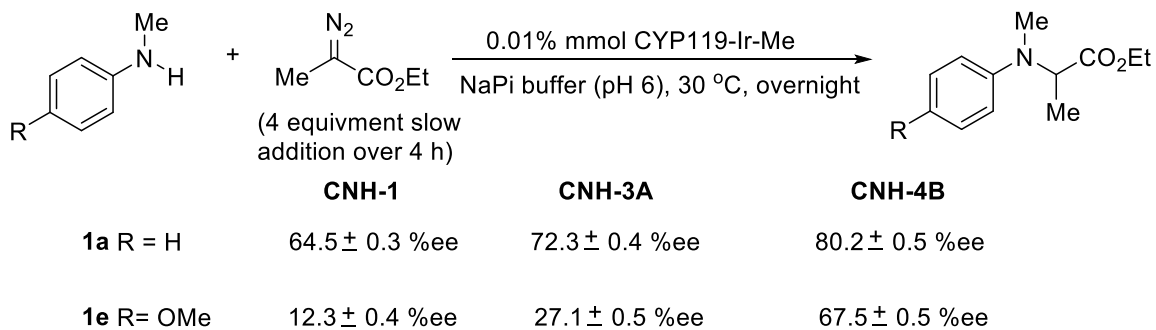 Me
N
H
R
+
N2
Me
CO2Et
(4 equivment slow
addition over 4 h)
0.01% mmol CYP119-Ir-Me
NaPi buffer (pH 6), 30 oC, overnight
Me
N
CO2Et
Me
R
CNH-1 CNH-3A CNH-4B
1a R = H 64.5 ± 0.3 %ee 72.3 ± 0.4 %ee 80.2 ± 0.5 %ee
1e R= OMe 12.3 ± 0.4 %ee 27.1 ± 0.5 %ee 67.5 ± 0.5 %ee